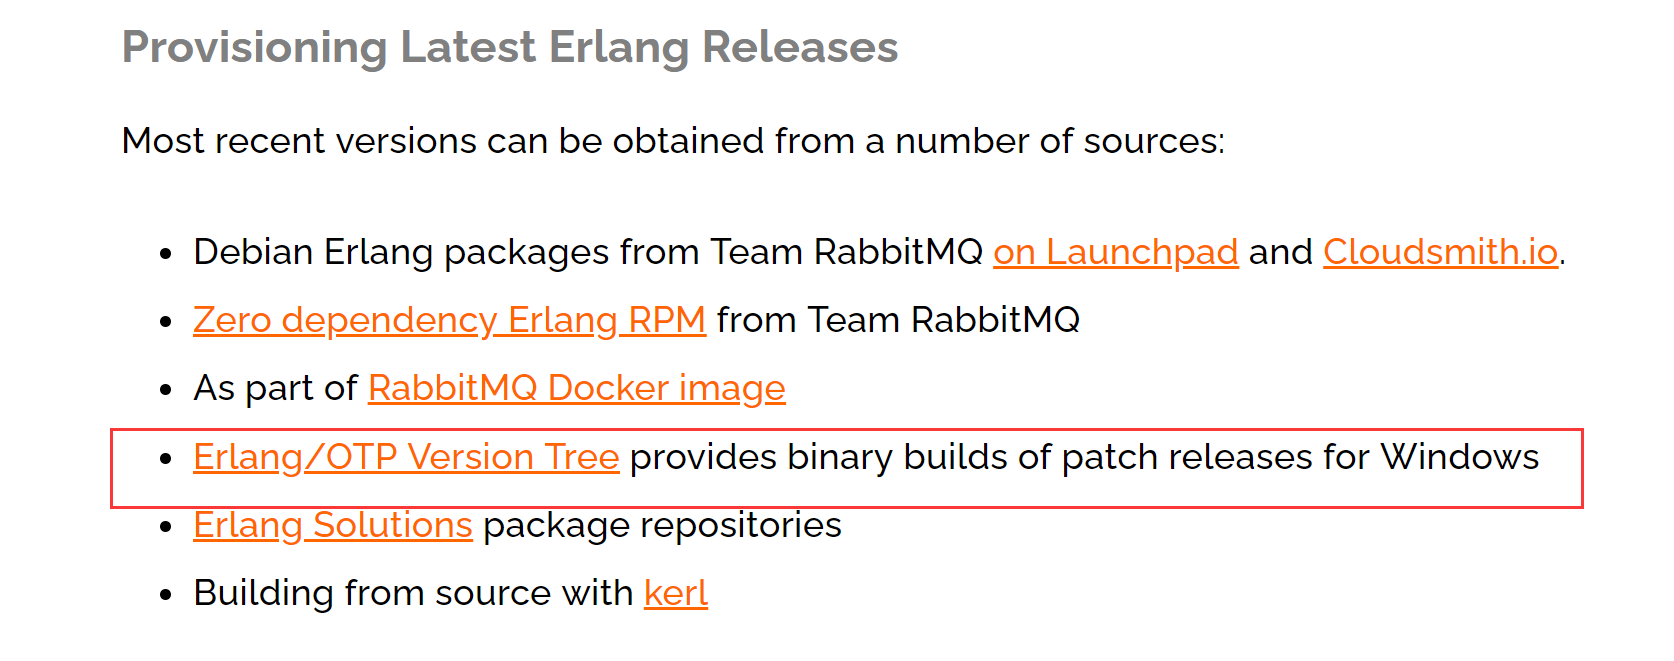 Provisioning Latest Erlang Releases
Most recent versions can be obtained from a number of sources:
• Debian Erlang packages from Team RabbitMQ on Launchpad and Cloudsmith.io.
• Zero dependency Erlang RPM from Team RabbitMQ
• As part of RabbitMQ Docker image
• Erlang/OTP Version Tree provides binary builds of patch releases for Windows
• Erlang Solutions package repositories
• Building from source with kerl